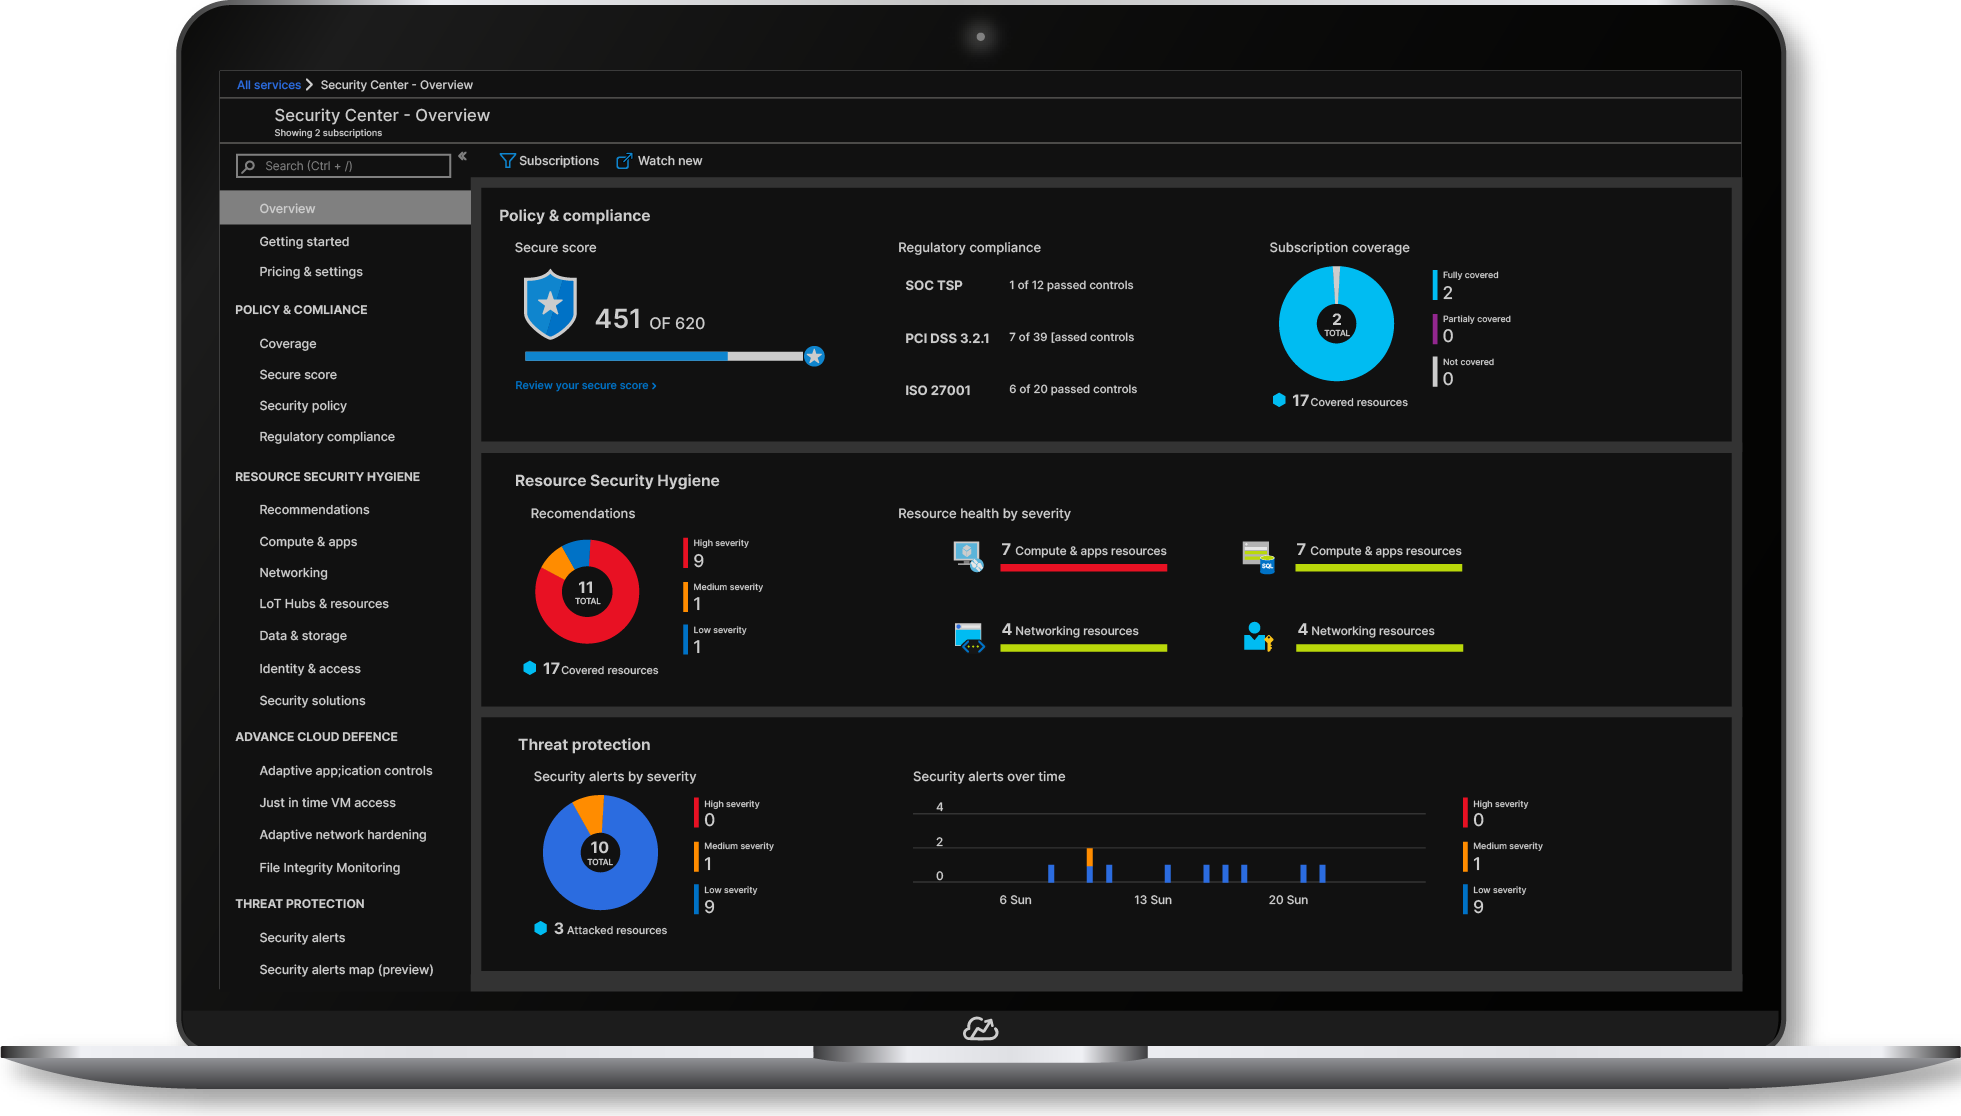 All services > Security Center - Overview
Security Center - Overview
Showing 2 subscriptions
Search (Ctrl + /)
«
Subscriptions
Watch new
Overview
Getting started
Pricing & settings
POLICY & COMLIANCE
Coverage
Secure score
Security policy
Regulatory compliance
RESOURCE SECURITY HYGIENE
Recommendations
Compute & apps
Networking
LoT Hubs & resources
Data & storage
Identity & access
Security solutions
ADVANCE CLOUD DEFENCE
Adaptive app;ication controls
Just in time VM access
Adaptive network hardening
File Integrity Monitoring
THREAT PROTECTION
Security alerts
Security alerts map (preview)
Policy & compliance
Secure score
451 OF 620
Review your secure score ›
Regulatory compliance
SOC TSP 1 of 12 passed controls
PCI DSS 3.2.1 7 of 39 [assed controls
ISO 27001 6 of 20 passed controls
Subscription coverage
2
TOTAL
Fully covered
2
Partialy covered
0
Not covered
0
17 Covered resources
Resource Security Hygiene
Recomendations
11
TOTAL
High severity
9
Medium severity
1
Low severity
1
17 Covered resources
Resource health by severity
7 Compute & apps resources
SQL
7 Compute & apps resources
4 Networking resources
4 Networking resources
Threat protection
Security alerts by severity
10
TOTAL
High severity
0
Medium severity
1
Low severity
9
3 Attacked resources
Security alerts over time
4
2
0
6 Sun 13 Sun 20 Sun
High severity
0
Medium severity
1
Low severity
9